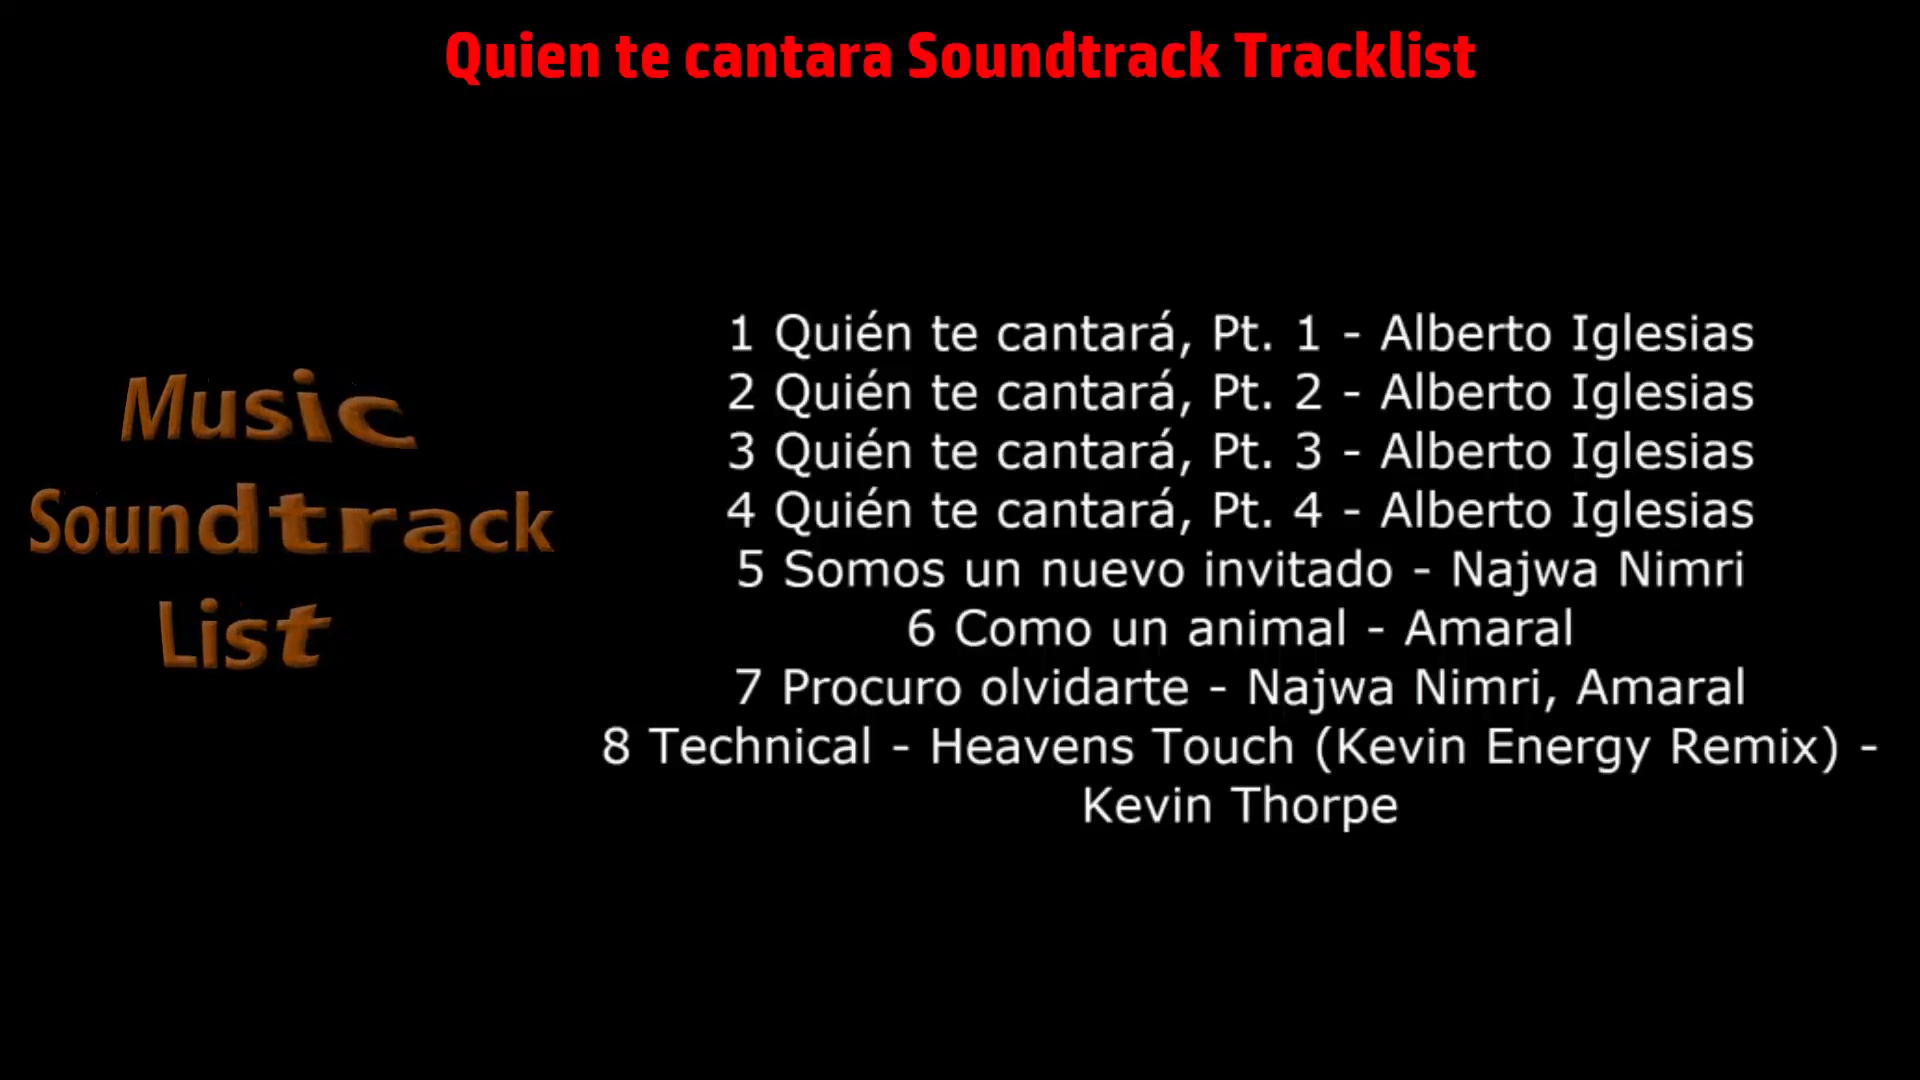 Quien te cantara Soundtrack Tracklist
Music
Soundtrack
List
1 Quién te cantará, Pt. 1 - Alberto Iglesias
2 Quién te cantará, Pt. 2 - Alberto Iglesias
3 Quién te cantará, Pt. 3 - Alberto Iglesias
4 Quién te cantará, Pt. 4 - Alberto Iglesias
5 Somos un nuevo invitado - Najwa Nimri
6 Como un animal - Amaral
7 Procuro olvidarte - Najwa Nimri, Amaral
8 Technical - Heavens Touch (Kevin Energy Remix) -
Kevin Thorpe